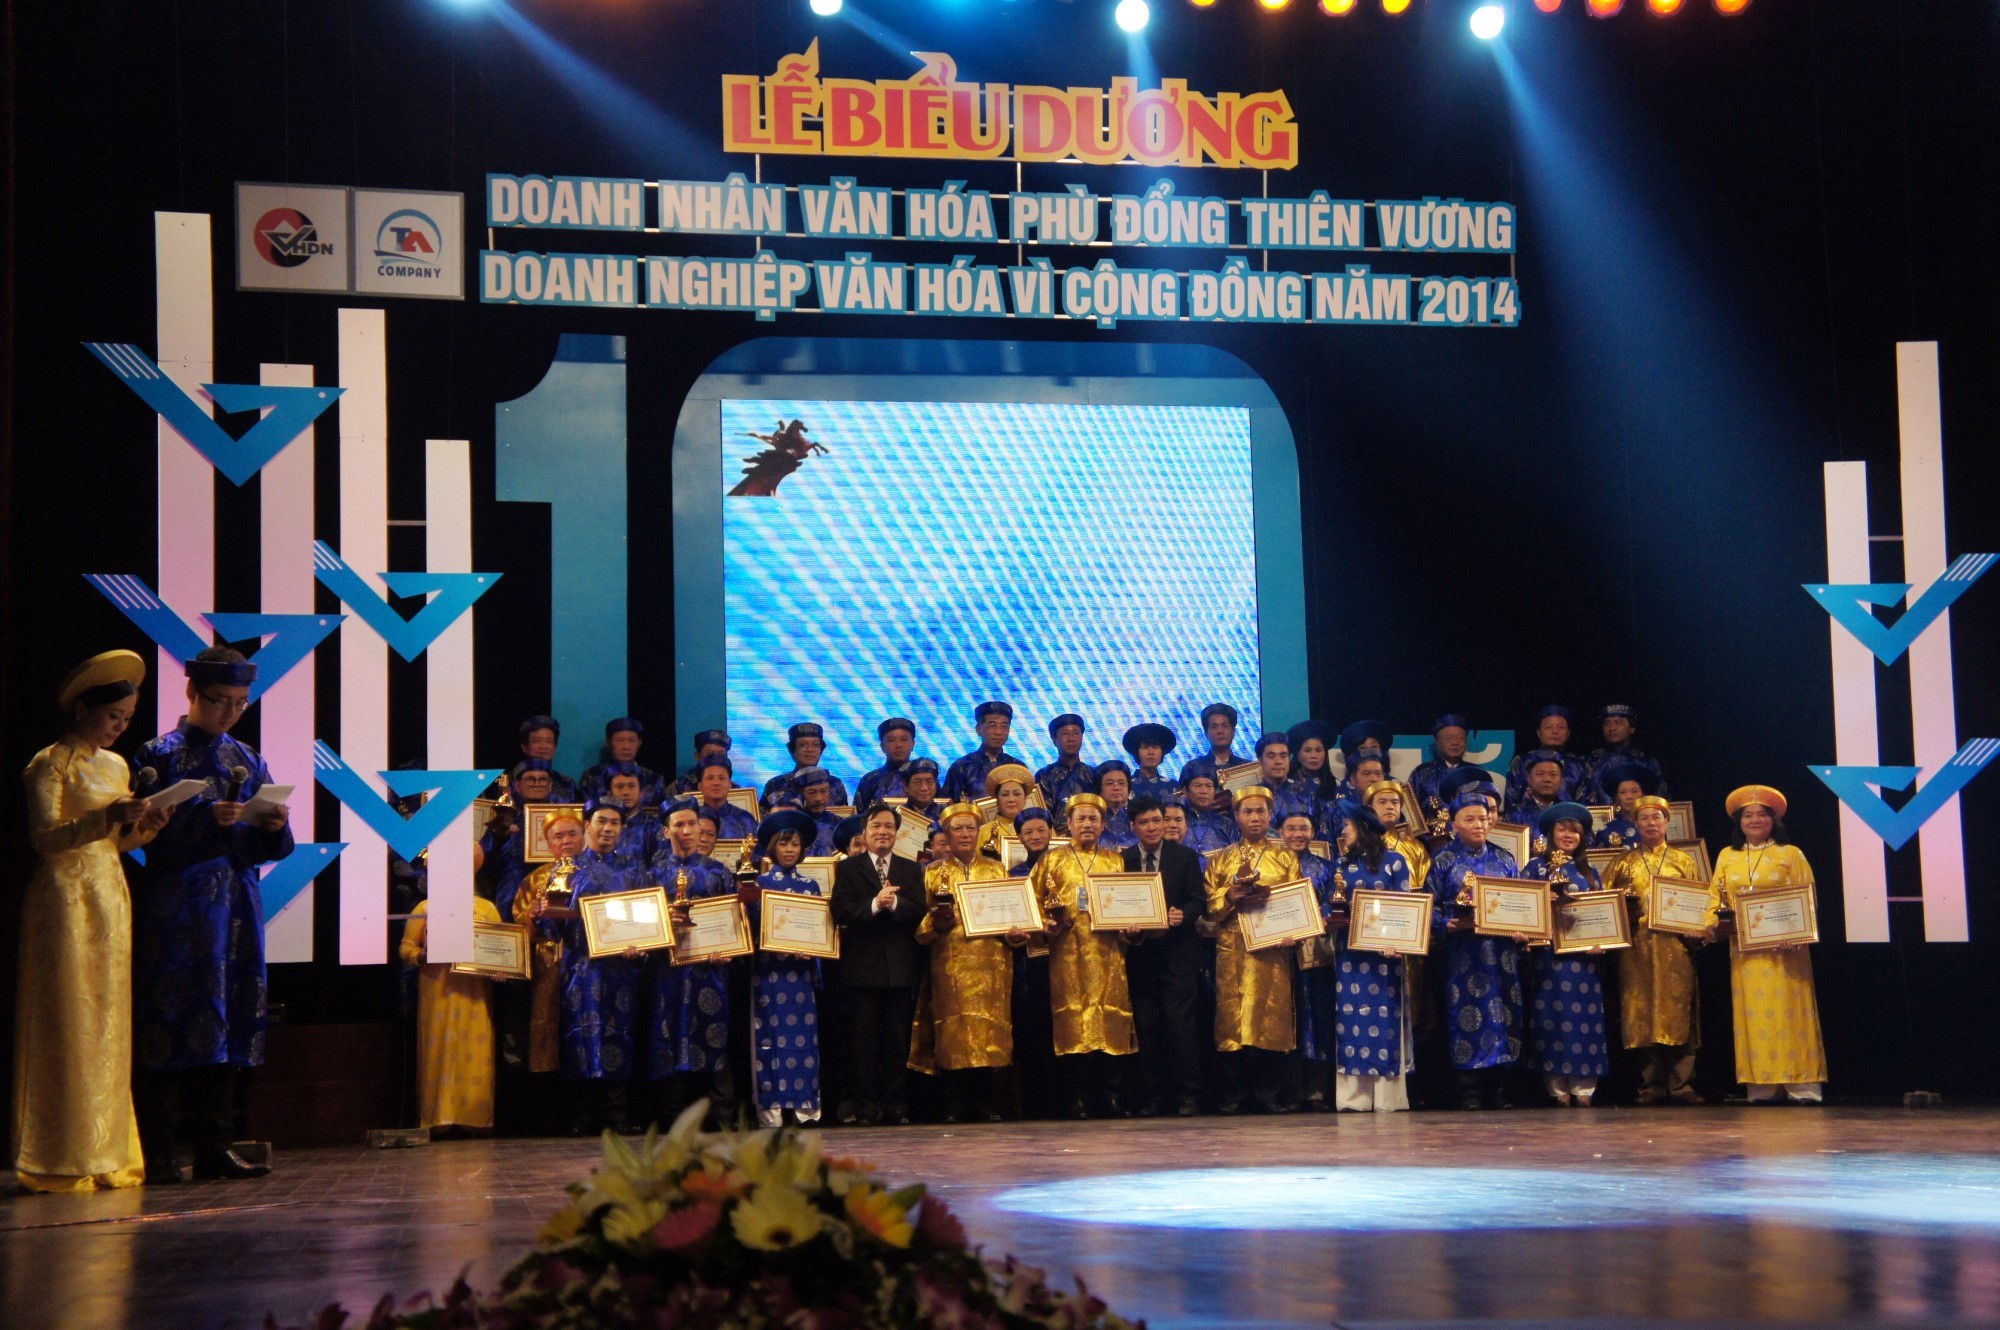 LỄ BIỂU DƯƠNG
DOANH NHÂN VĂN HÓA PHÙ ĐỔNG THIÊN VƯƠNG
DOANH NGHIỆP VĂN HÓA VÌ CỘNG ĐỒNG NĂM 2014
VHDN
TA
COMPANY
10